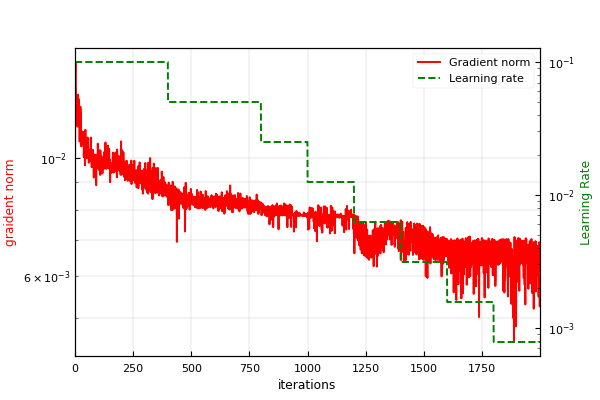 Gradient norm
Learning rate
graident norm
10⁻²
6 × 10⁻³
10⁻¹
10⁻²
10⁻³
Learning Rate
0 250 500 750 1000 1250 1500 1750
iterations